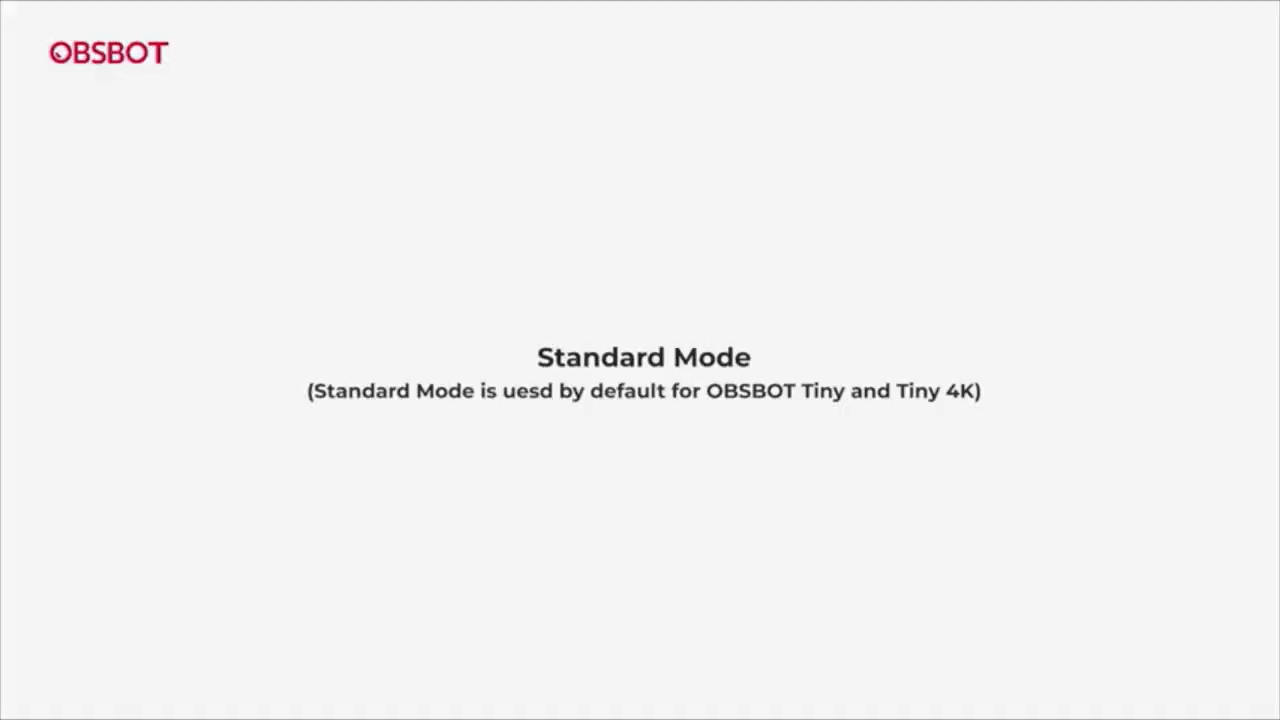 OBSBOT
Standard Mode
(Standard Mode is uesd by default for OBSBOT Tiny and Tiny 4K)